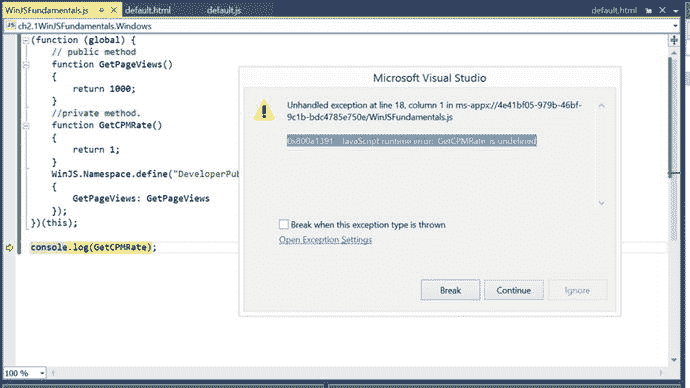 WinJSFundamentals.js
default.html
default.js
default.html
ch2.1WinJSFundamentals.Windows
(function (global) {
// public method
function GetPageViews()
{
return 1000;
}
//private method.
function GetCPMRate()
{
return 1;
}
WinJS.Namespace.define("DeveloperPub
{
GetPageViews: GetPageViews
});
})(this);
console.log(GetCPMRate);
Microsoft Visual Studio
Unhandled exception at line 18, column 1 in ms-appx://4e41bf05-979b-46bf-
9c1b-bdc4785e750e/WinJSFundamentals.js
0x800a1391 - JavaScript runtime error: 'GetCPMRate' is undefined
Break when this exception type is thrown
Open Exception Settings
Break
Continue
Ignore
100 %